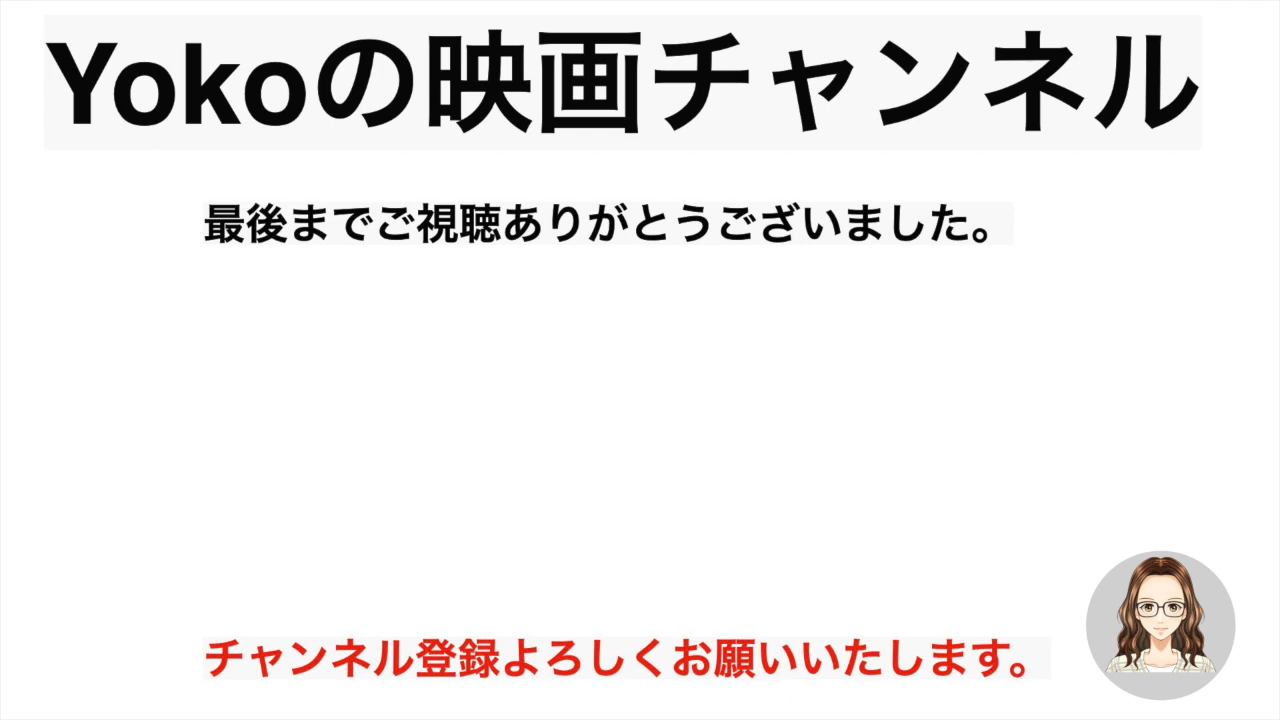 Yokoの映画チャンネル
最後までご視聴ありがとうございました。
チャンネル登録よろしくお願いいたします。